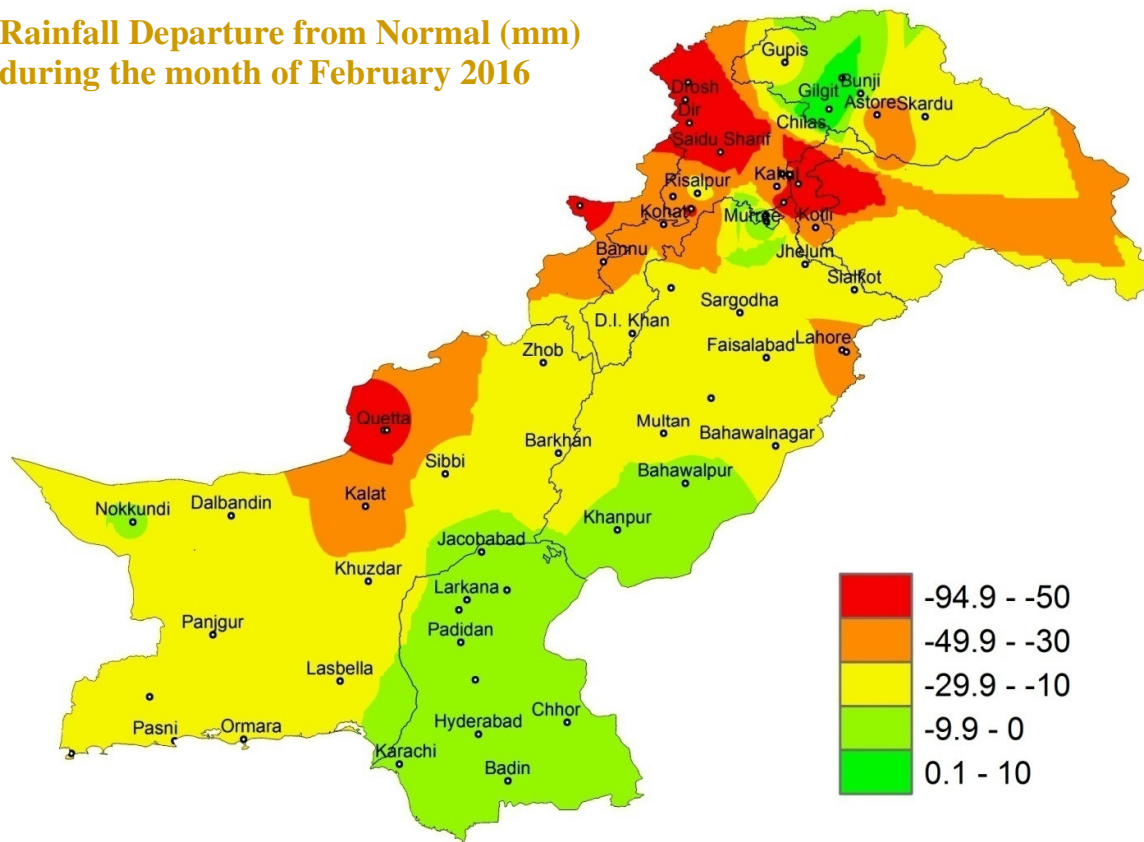 Rainfall Departure from Normal (mm)
during the month of February 2016
Gupis
Drosh
Bunji
Gilgit
Astore
Skardu
Dir
Chilas
Saidu Sharif
Risalpur
Kohat
Murree
Kotli
Bannu
Jhelum
Sialkot
Sargodha
D.I. Khan
Zhob
Faisalabad
Lahore
Quetta
Multan
Bahawalnagar
Barkhan
Sibbi
Bahawalpur
Nokkundi
Dalbandin
Kalat
Khanpur
Jacobabad
Khuzdar
Larkana
Panjgur
Padidan
Lasbella
Pasni
Ormara
Hyderabad
Chhor
Karachi
Badin
-94.9 - -50
-49.9 - -30
-29.9 - -10
-9.9 - 0
0.1 - 10